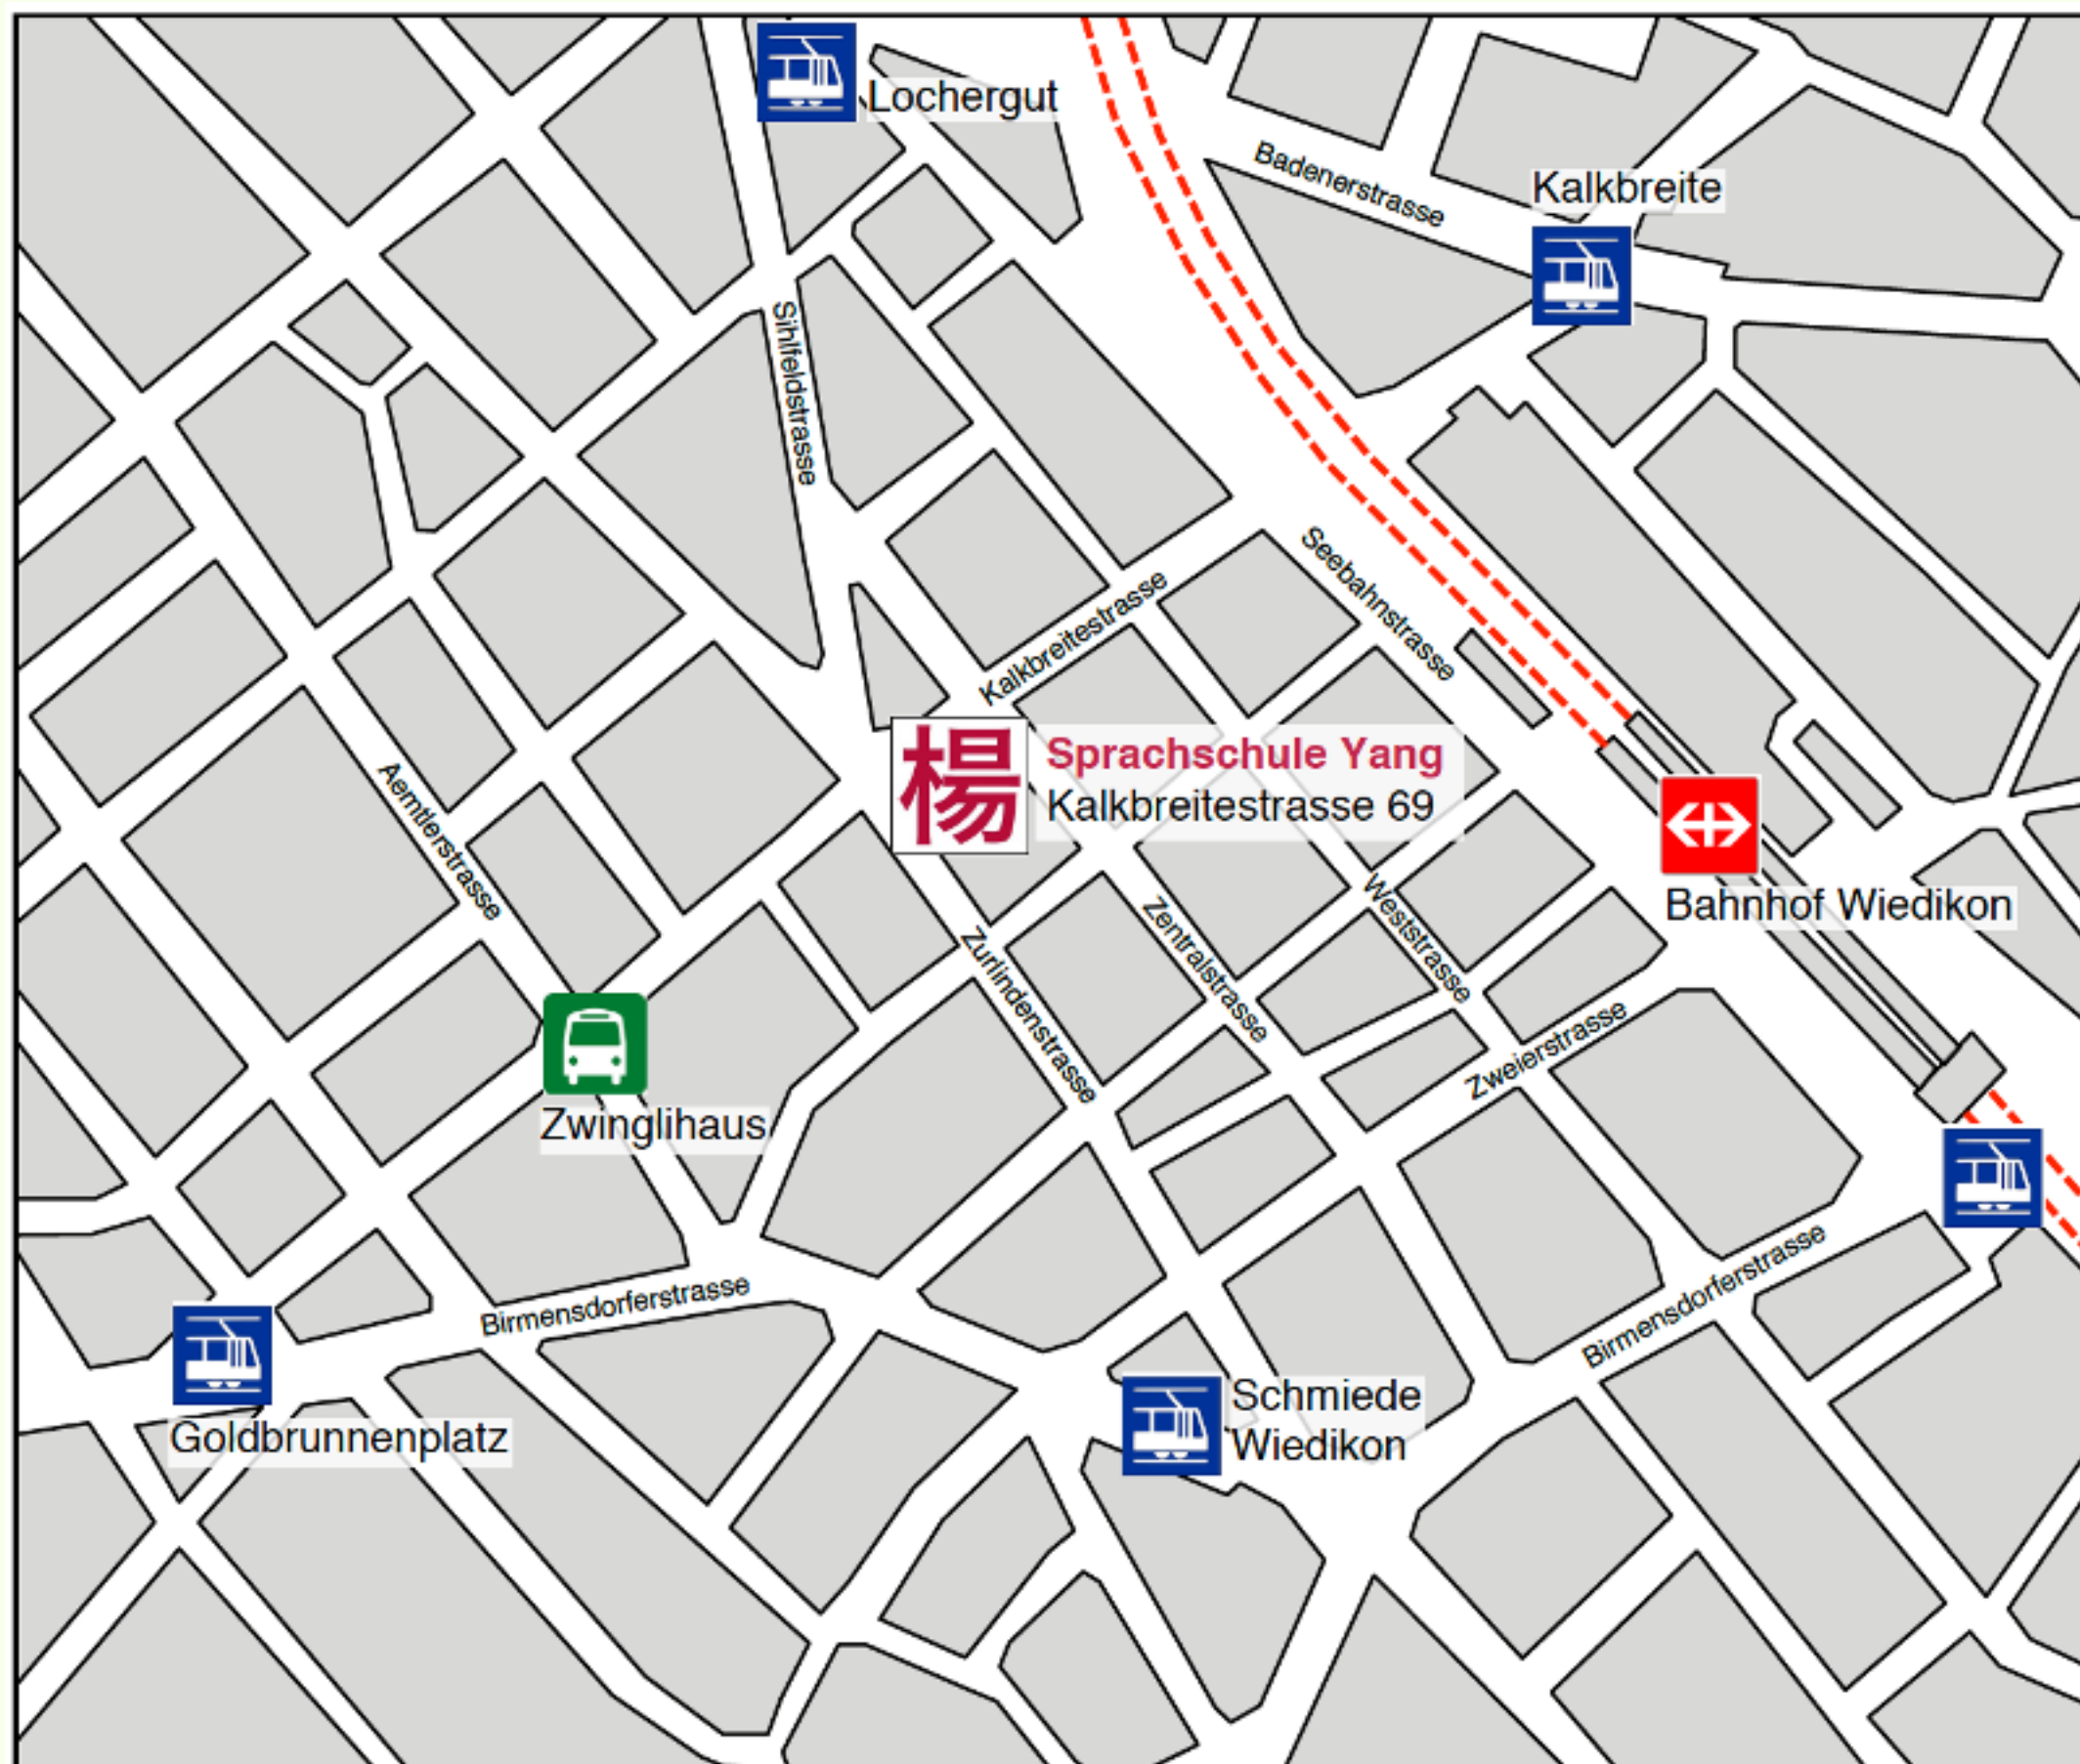 Lochergut
Badenerstrasse
Kalkbreite
Sihlfeldstrasse
Seebahnstrasse
Kalkbreitestrasse
楊
Sprachschule Yang
Kalkbreitestrasse 69
Aemtlerstrasse
Bahnhof Wiedikon
Weststrasse
Zentralstrasse
Zurlindenstrasse
Zweierstrasse
Zwinglihaus
Birmensdorferstrasse
Birmensdorferstrasse
Schmiede
Wiedikon
Goldbrunnenplatz